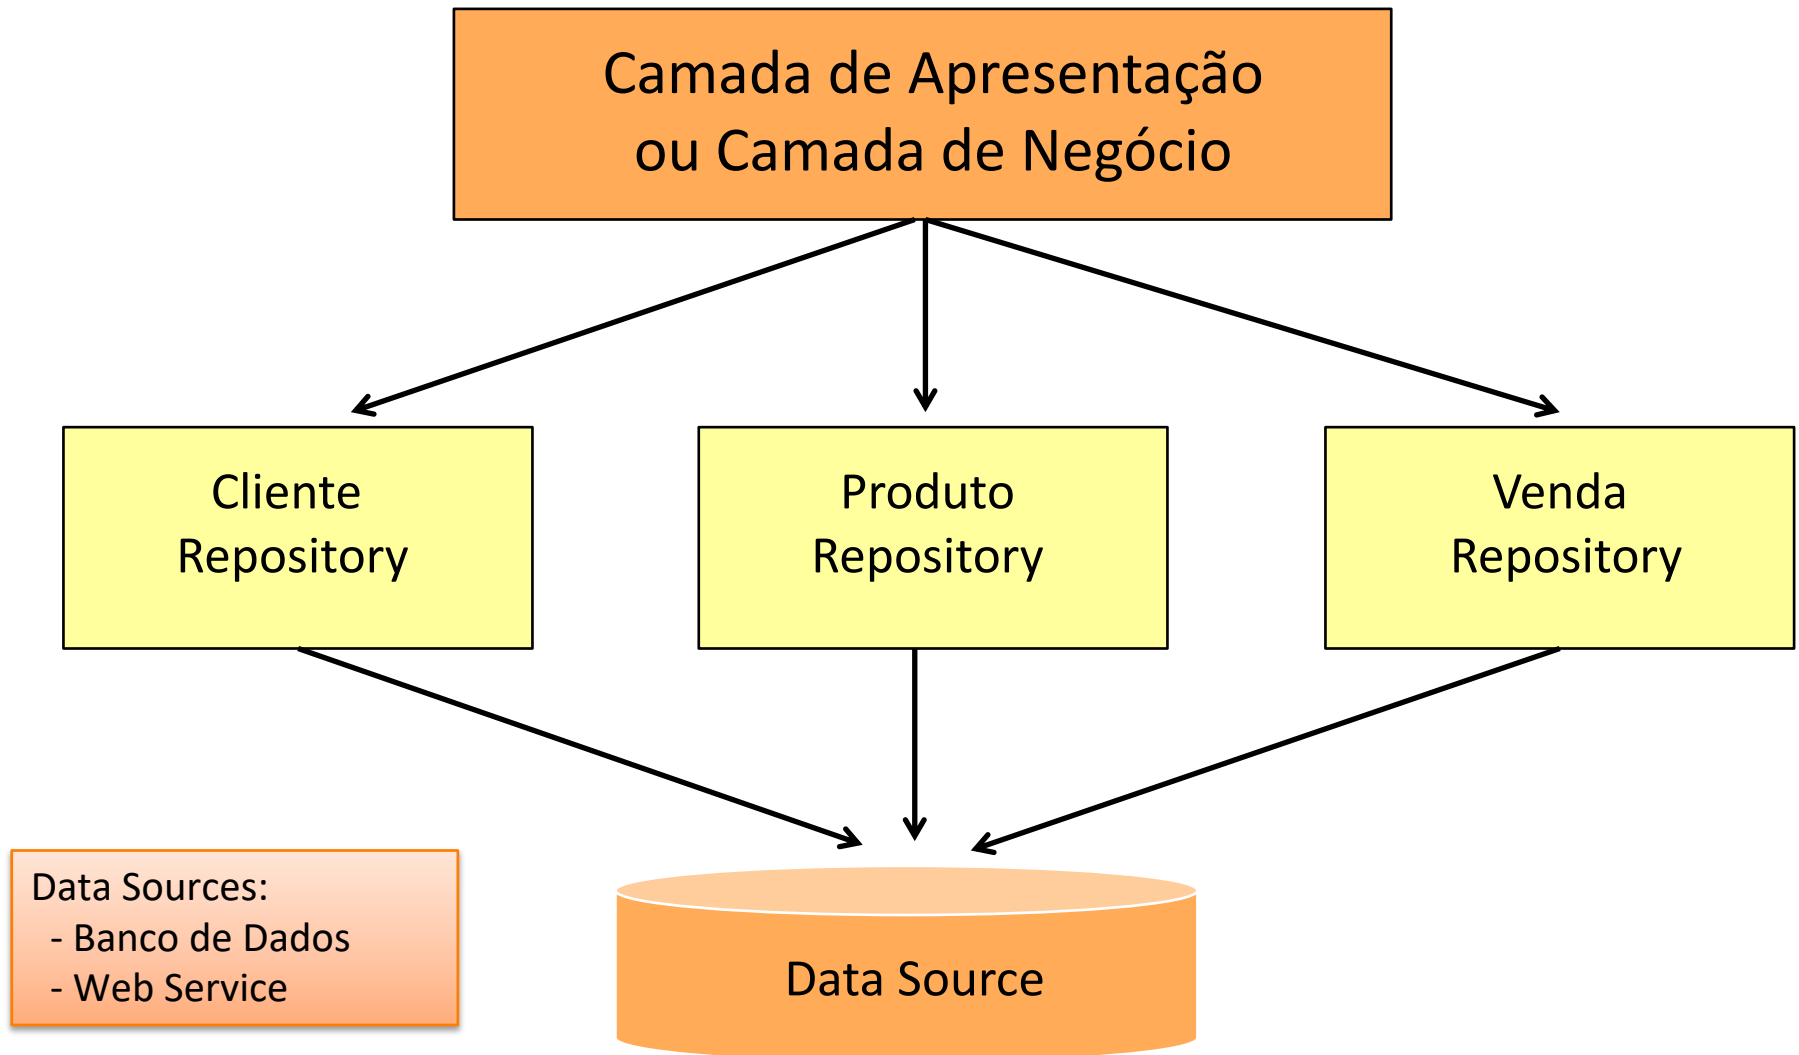 Camada de Apresentação
ou Camada de Negócio
Cliente
Repository
Produto
Repository
Venda
Repository
Data Sources:
- Banco de Dados
- Web Service
Data Source